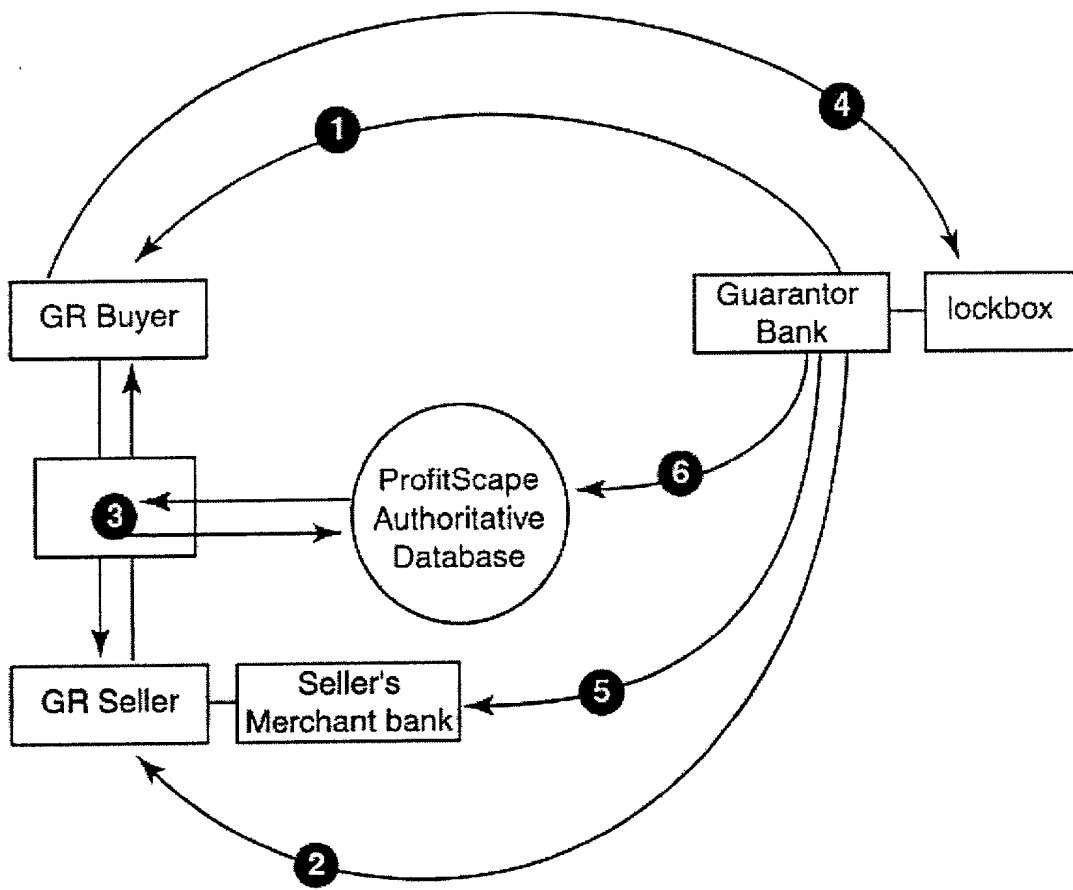 4
1
GR Buyer
Guarantor
Bank
lockbox
ProfitScape
Authoritative
Database
6
3
GR Seller
Seller's
Merchant bank
5
2